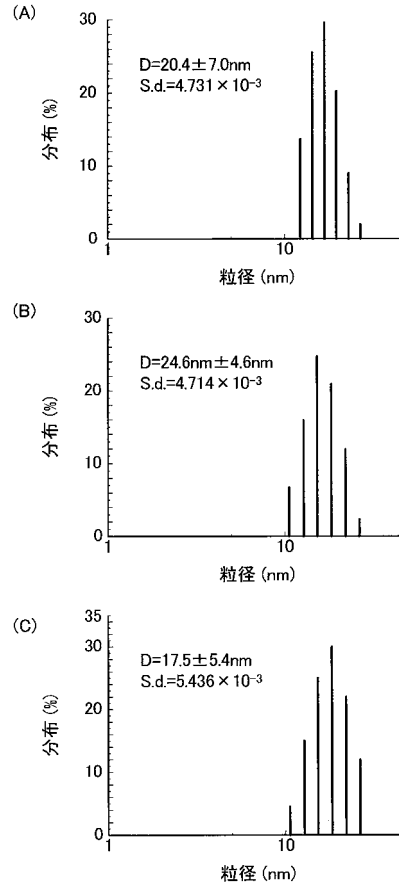 (A)
30
20
10
0
分布 (%)
D=20.4±7.0nm
S.d.=4.731×10⁻³
1
10
粒径 (nm)
(B)
30
20
10
0
分布 (%)
D=24.6nm±4.6nm
S.d.=4.714×10⁻³
1
10
粒径 (nm)
(C)
35
30
20
10
0
分布 (%)
D=17.5±5.4nm
S.d.=5.436×10⁻³
1
10
粒径 (nm)